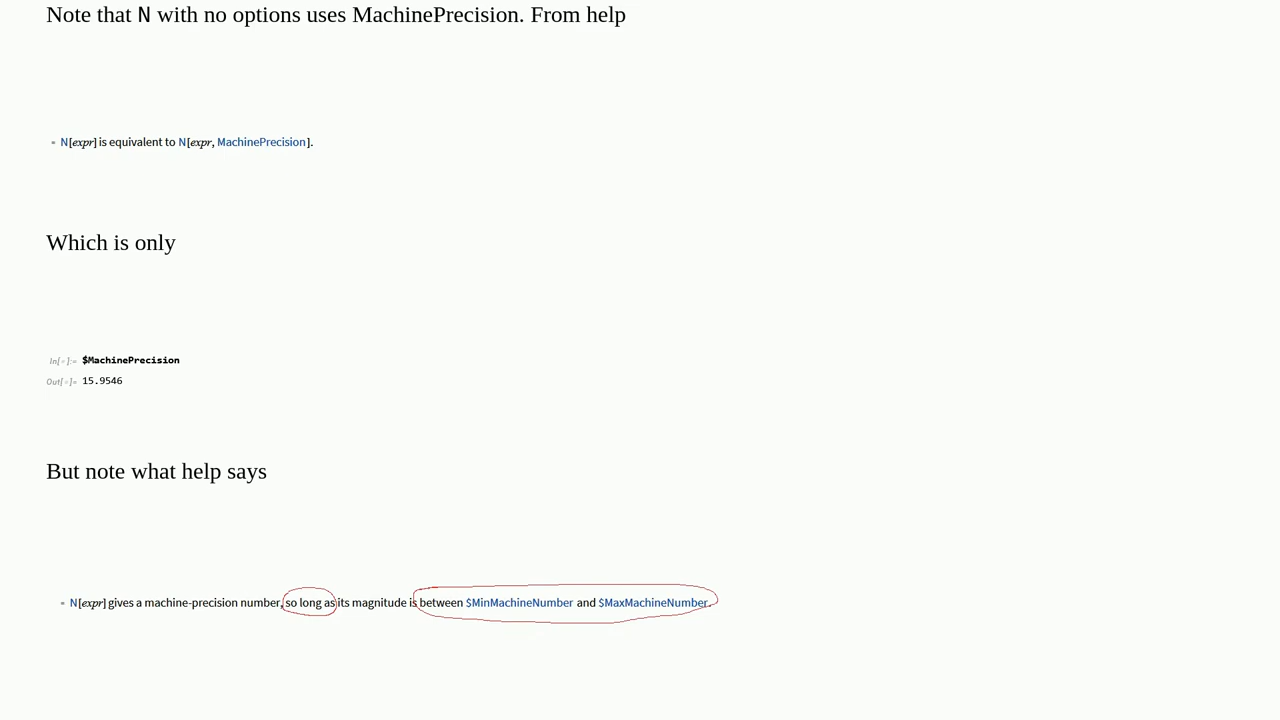 Note that N with no options uses MachinePrecision. From help
N[expr] is equivalent to N[expr, MachinePrecision].
Which is only
In[ ]:= $MachinePrecision
Out[ ]= 15.9546
But note what help says
N[expr] gives a machine-precision number, so long as its magnitude is between $MinMachineNumber and $MaxMachineNumber.